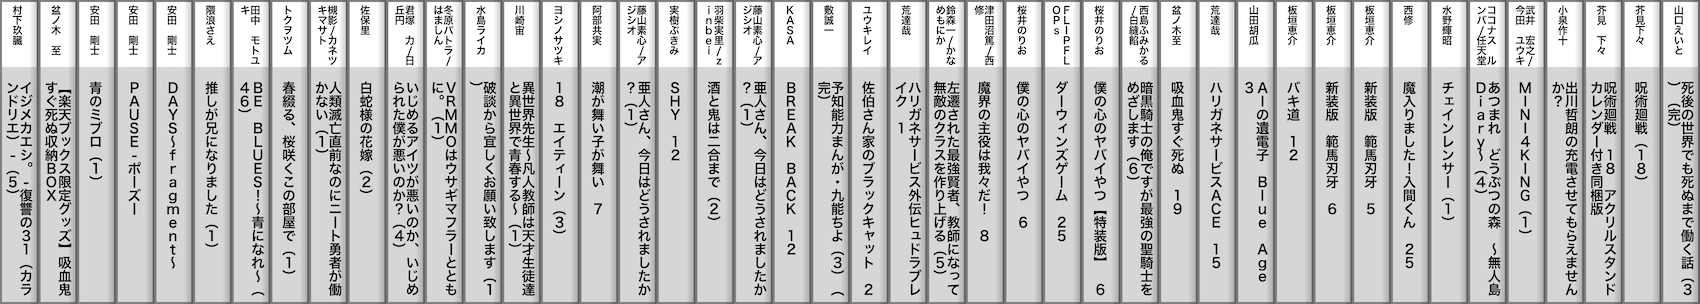 山口えいと
死後の世界でも死ぬまで働く話（３
）（完）
芥見下々
呪術廻戦（１８）
芥見　下々
呪術廻戦　１８　アクリルスタンド
カレンダー付き同梱版
小泉作十
出川哲朗の充電させてもらえません
か？
武井　宏之/
今田　ユウキ
ＭＩＮＩ４ＫＩＮＧ（１）
ココナス　ル
ンバ/任天堂
あつまれ　どうぶつの森　～無人島
Ｄｉａｒｙ～（４）
水野輝昭
チェインレンサー（１）
西修
魔入りました！入間くん　２５
板垣恵介
新装版　範馬刃牙　５
板垣恵介
新装版　範馬刃牙　６
板垣恵介
バキ道　１２
山田胡瓜
ＡＩの遺電子　Ｂｌｕｅ　Ａｇｅ
３
荒達哉
ハリガネサービスＡＣＥ　１５
盆ノ木至
吸血鬼すぐ死ぬ　１９
西島ふみかる
/白縫餡
暗黒騎士の俺ですが最強の聖騎士を
めざします（６）
桜井のりお
僕の心のヤバイやつ【特装版】　６
ＦＬＩＰＦＬ
ＯＰｓ
ダーウィンズゲーム　２５
桜井のりお
僕の心のヤバイやつ　６
津田沼篤/西
修
魔界の主役は我々だ！　８
鈴森一/かな
めもにか
左遷された最強賢者、教師になって
無敵のクラスを作り上げる（５）
荒達哉
ハリガネサービス外伝ヒュドラブレ
イク　１
ユウキレイ
佐伯さん家のブラックキャット　２
敷誠一
予知能力まんが・九能ちよ（３）（
完）
ＫＡＳＡ
ＢＲＥＡＫ　ＢＡＣＫ　１２
藤山素心/ア
ジシオ
亜人さん、今日はどうされましたか
？（１）
羽柴実里/ｚ
ｉｎｂｅｉ
酒と鬼は二合まで（２）
実樹ぶきみ
ＳＨＹ　１２
藤山素心/ア
ジシオ
亜人さん、今日はどうされましたか
？（１）
阿部共実
潮が舞い子が舞い　７
ヨシノサツキ
１８　エイティーン（３）
川崎宙
異世界先生～凡人教師は天才生徒達
と異世界で青春する～（１）
水島ライカ
破談から宜しくお願い致します（１
）
冬原パトラ/
はましん
ＶＲＭＭＯはウサギマフラーととも
に。（１）
君塚　力/日
丘円
いじめるアイツが悪いのか、いじめ
られた僕が悪いのか？（４）
佐保里
白蛇様の花嫁（２）
槻影/カネツ
キマサト
人類滅亡直前なのにニート勇者が働
かない（１）
トクヲツム
春綴る、桜咲くこの部屋で（１）
田中　モトユ
キ
ＢＥ　ＢＬＵＥＳ！～青になれ～（
４６）
隈浪さえ
推しが兄になりました（１）
安田　剛士
ＤＡＹＳ～ｆｒａｇｍｅｎｔ～
安田　剛士
ＰＡＵＳＥ-ポーズー
安田　剛士
青のミブロ（１）
盆ノ木　至
【楽天ブックス限定グッズ】吸血鬼
すぐ死ぬ収納ＢＯＸ
村下玖臓
イジメカエシ。-復讐の３１（カラ
ンドリエ）-（５）